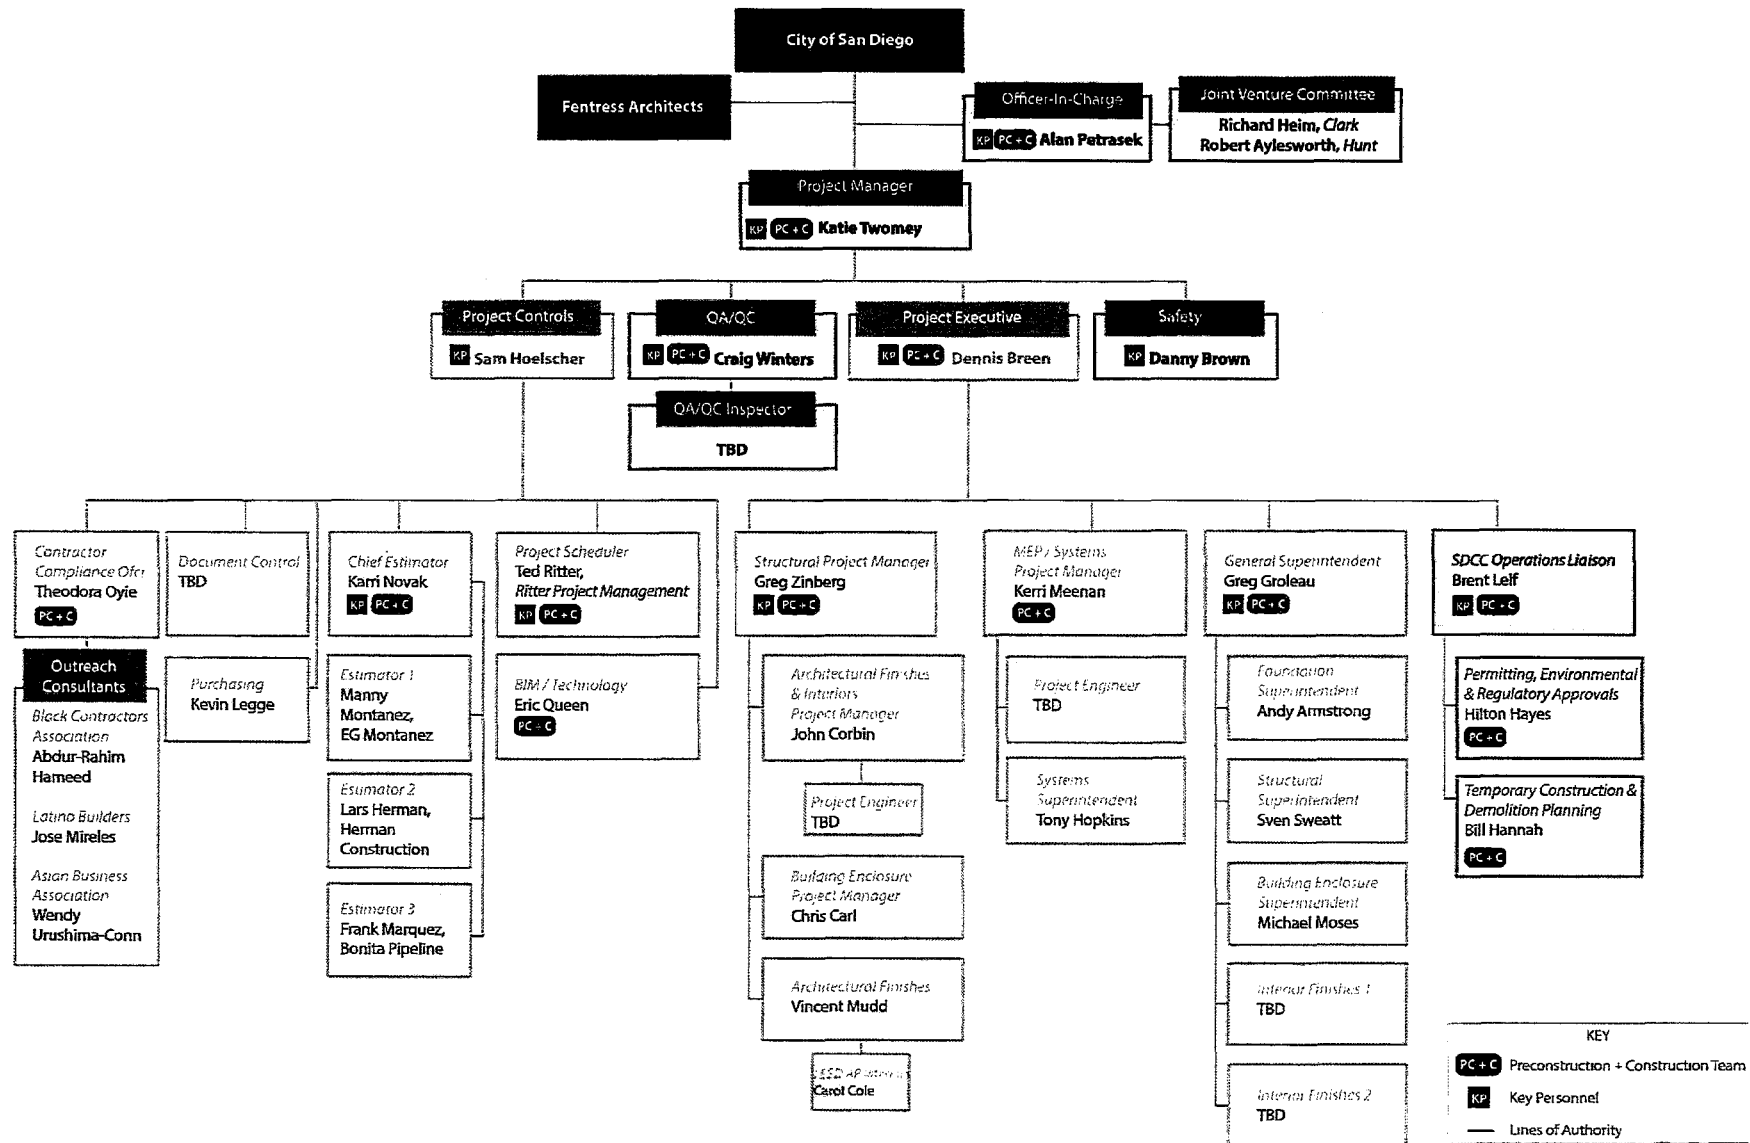 City of San Diego
Fentress Architects
Officer-In-Charge
KP PC + C Alan Petrasek
Joint Venture Committee
Richard Heim, Clark
Robert Aylesworth, Hunt
Project Manager
KP PC + C Katie Twomey
Project Controls
KP Sam Hoelscher
QA/QC
KP PC + C Craig Winters
Project Executive
KP PC + C Dennis Breen
Safety
KP Danny Brown
QA/QC Inspector
TBD
Contractor
Compliance Ofcr
Theodora Oyie
PC + C
Outreach
Consultants
Black Contractors
Association
Abdur-Rahim
Hameed
Latino Builders
Jose Mireles
Asian Business
Association
Wendy
Urushima-Conn
Document Control
TBD
Purchasing
Kevin Legge
Chief Estimator
Karri Novak
KP PC + C
Estimator 1
Manny
Montanez,
EG Montanez
Estimator 2
Lars Herman,
Herman
Construction
Estimator 3
Frank Marquez,
Bonita Pipeline
Project Scheduler
Ted Ritter,
Ritter Project Management
KP PC + C
BIM / Technology
Eric Queen
PC + C
Structural Project Manager
Greg Zinberg
KP PC + C
Architectural Finishes
& Interiors
Project Manager
John Corbin
Project Engineer
TBD
Building Enclosure
Project Manager
Chris Carl
Architectural Finishes
Vincent Mudd
LEED AP
Carol Cole
MEP / Systems
Project Manager
Kerri Meenan
PC + C
Project Engineer
TBD
Systems
Superintendent
Tony Hopkins
General Superintendent
Greg Groleau
KP PC + C
Foundation
Superintendent
Andy Armstrong
Structural
Superintendent
Sven Sweatt
Building Enclosure
Superintendent
Michael Moses
Interior Finishes 1
TBD
Interior Finishes 2
TBD
SDCC Operations Liaison
Brent Lelf
KP PC + C
Permitting, Environmental
& Regulatory Approvals
Hilton Hayes
PC + C
Temporary Construction &
Demolition Planning
Bill Hannah
PC + C
KEY
PC + C Preconstruction + Construction Team
KP Key Personnel
Lines of Authority